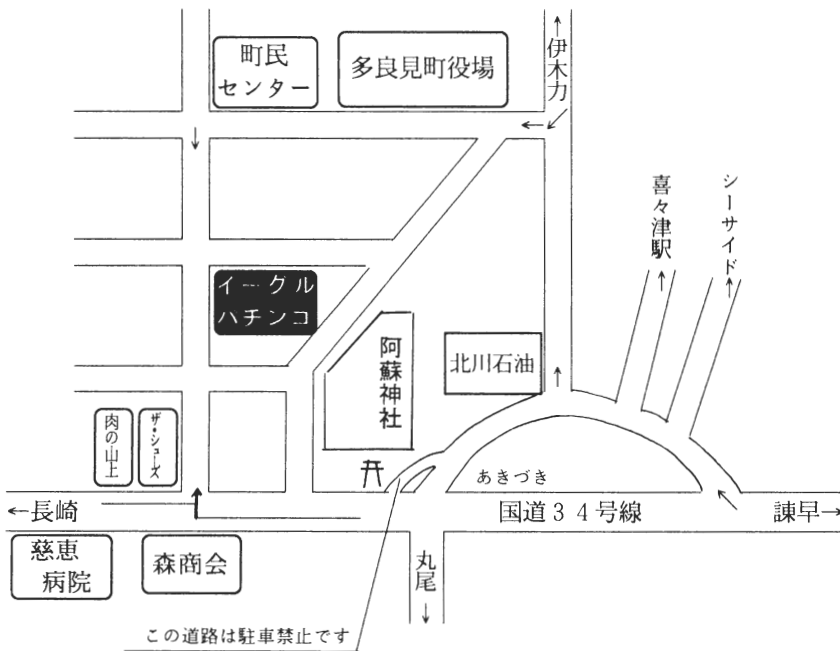 町民
センター
多良見町役場
↑伊木力
喜々津駅
シーサイド
イーグル
ハチンコ
阿蘇神社
北川石油
肉の山上
ザ・シューズ
あきづき
←長崎
国道34号線
諫早→
慈恵
病院
森商会
丸尾
この道路は駐車禁止です